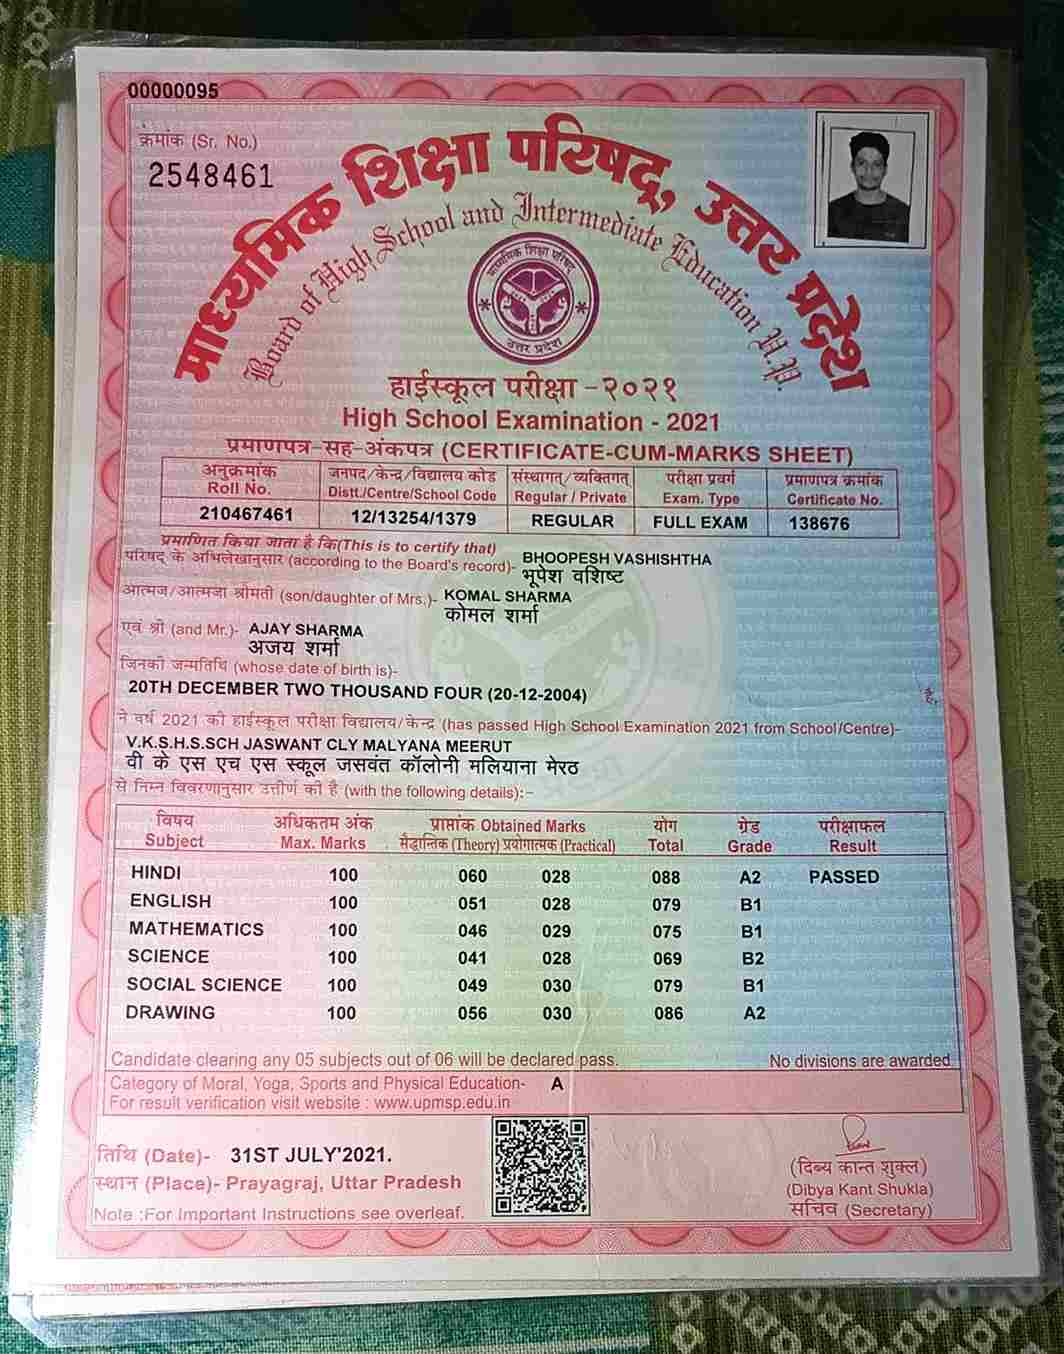 00000095
क्रमांक (Sr. No.)
2548461
माध्यमिक शिक्षा परिषद्, उत्तर प्रदेश
Board of High School and Intermediate Education U.P.
माध्यमिक शिक्षा परिषद
उत्तर प्रदेश
हाईस्कूल परीक्षा -२०२१
High School Examination - 2021
प्रमाणपत्र-सह-अंकपत्र (CERTIFICATE-CUM-MARKS SHEET)
अनुक्रमांक जनपद/केन्द्र/विद्यालय कोड संस्थागत्/व्यक्तिगत् परीक्षा प्रवर्ग प्रमाणपत्र क्रमांक
Roll No. Distt./Centre/School Code Regular / Private Exam. Type Certificate No.
210467461 12/13254/1379 REGULAR FULL EXAM 138676
प्रमाणित किया जाता है कि(This is to certify that)
परिषद् के अभिलेखानुसार (according to the Board's record)- BHOOPESH VASHISHTHA
भूपेश वशिष्ट
आत्मज/आत्मजा श्रीमती (son/daughter of Mrs.)- KOMAL SHARMA
कोमल शर्मा
एवं श्री (and Mr.)- AJAY SHARMA
अजय शर्मा
जिनकी जन्मतिथि (whose date of birth is)-
20TH DECEMBER TWO THOUSAND FOUR (20-12-2004) है,
ने वर्ष 2021 की हाईस्कूल परीक्षा विद्यालय/केन्द्र (has passed High School Examination 2021 from School/Centre)-
V.K.S.H.S.SCH JASWANT CLY MALYANA MEERUT
वी के एस एच एस स्कूल जसवंत कॉलोनी मलियाना मेरठ
से निम्न विवरणानुसार उत्तीर्ण की है (with the following details):-
विषय अधिकतम अंक प्राप्तांक Obtained Marks योग ग्रेड परीक्षाफल
Subject Max. Marks सैद्धान्तिक (Theory) प्रयोगात्मक (Practical) Total Grade Result
HINDI 100 060 028 088 A2 PASSED
ENGLISH 100 051 028 079 B1
MATHEMATICS 100 046 029 075 B1
SCIENCE 100 041 028 069 B2
SOCIAL SCIENCE 100 049 030 079 B1
DRAWING 100 056 030 086 A2
Candidate clearing any 05 subjects out of 06 will be declared pass. No divisions are awarded
Category of Moral, Yoga, Sports and Physical Education- A
For result verification visit website : www.upmsp.edu.in
तिथि (Date)- 31ST JULY'2021.
स्थान (Place)- Prayagraj, Uttar Pradesh
Note :For Important Instructions see overleaf.
(दिब्य कान्त शुक्ल)
(Dibya Kant Shukla)
सचिव (Secretary)